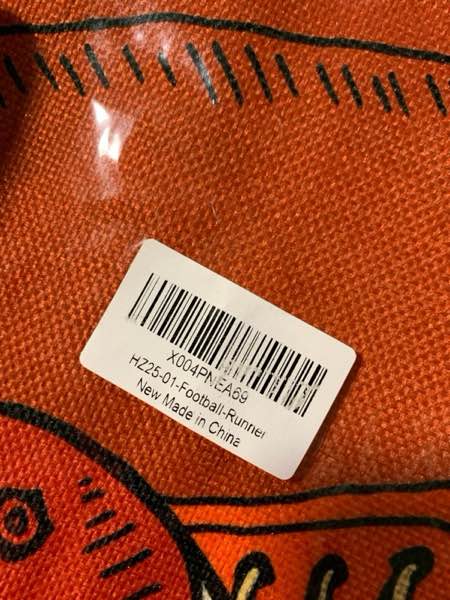 X004PNEA69
HZ25-01-Football-Runner
New Made in China